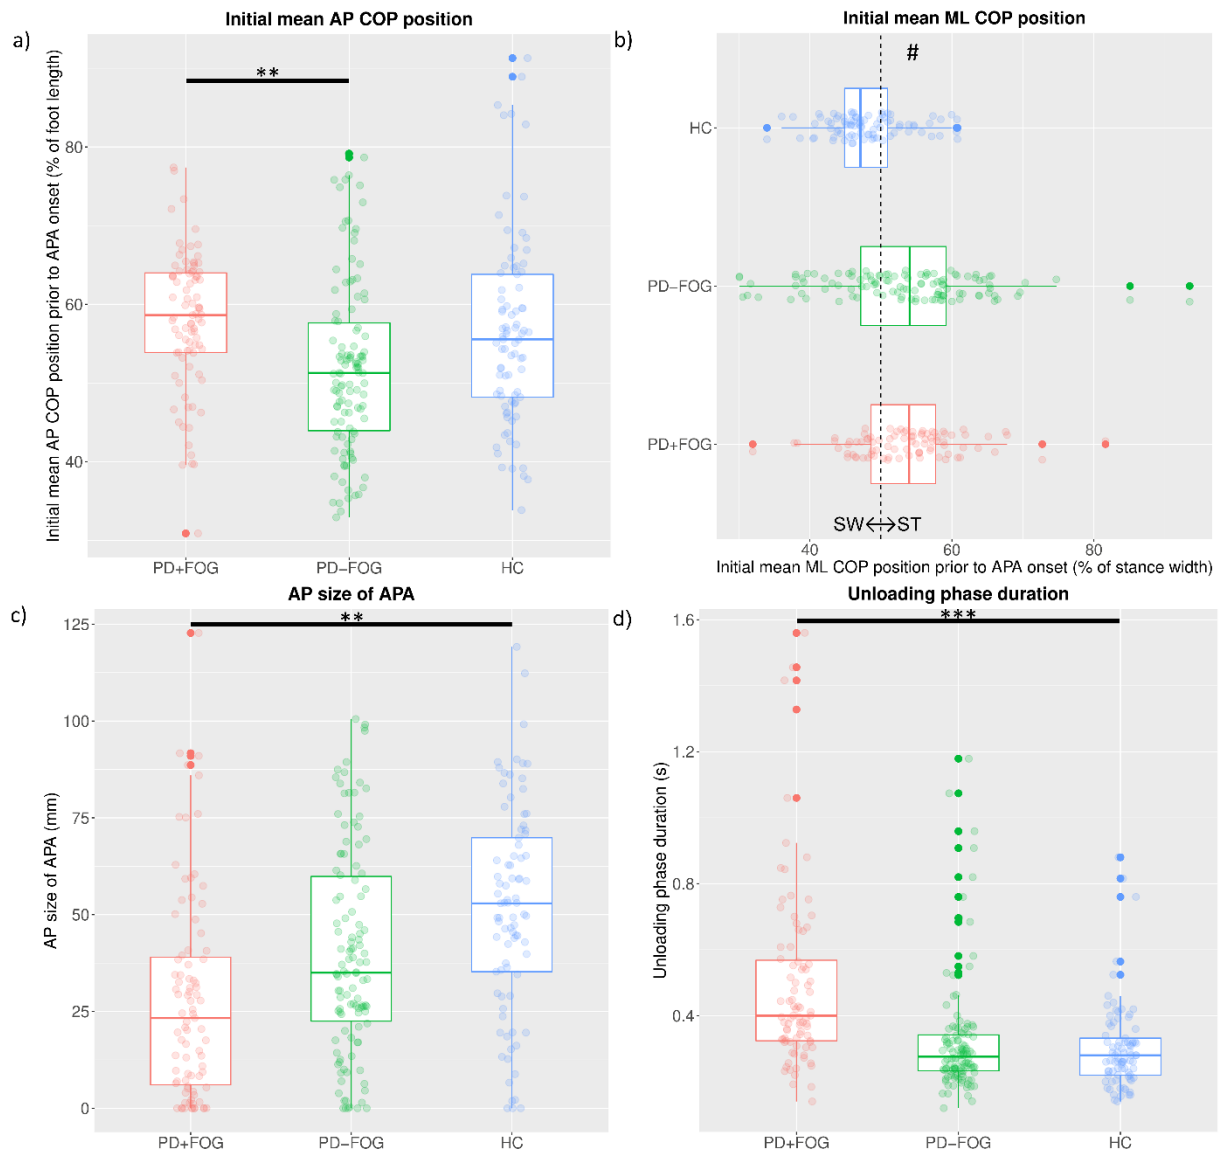 a)
Initial mean AP COP position
Initial mean AP COP position prior to APA onset (% of foot length)
80
60
40
**
PD+FOG
PD−FOG
HC
b)
Initial mean ML COP position
#
HC
PD−FOG
PD+FOG
SW
ST
40
60
80
Initial mean ML COP position prior to APA onset (% of stance width)
c)
AP size of APA
AP size of APA (mm)
125
100
75
50
25
0
**
PD+FOG
PD−FOG
HC
d)
Unloading phase duration
Unloading phase duration (s)
1.6
1.2
0.8
0.4
***
PD+FOG
PD−FOG
HC